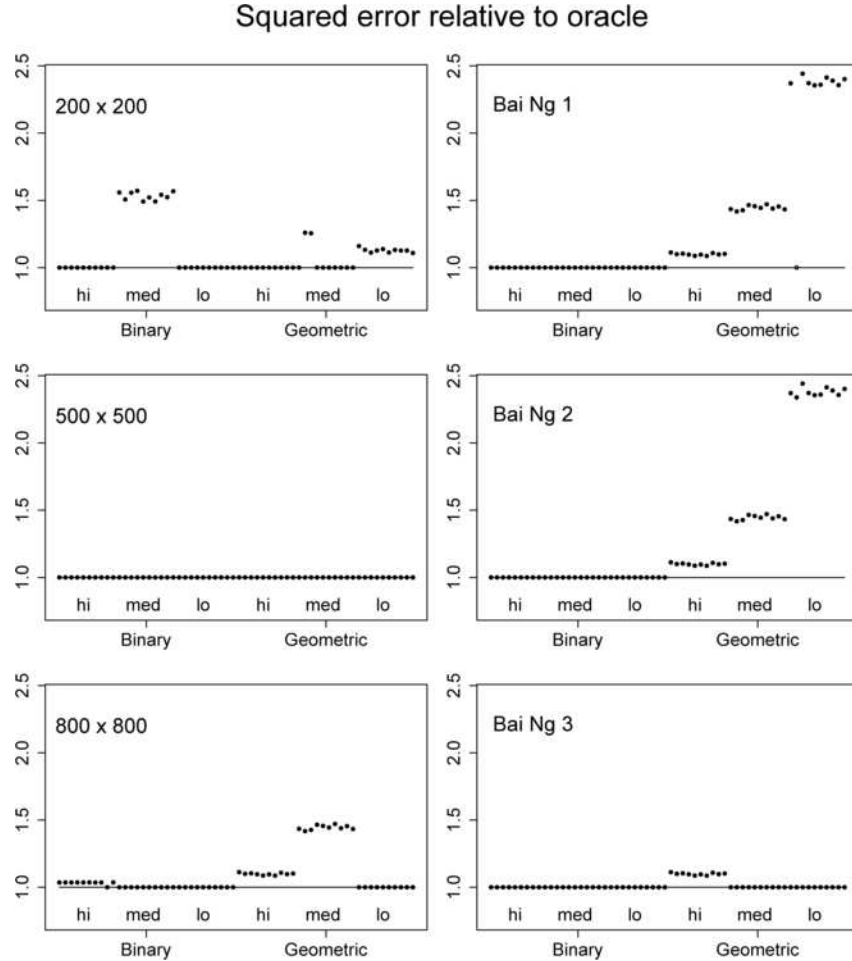 Squared error relative to oracle
200 x 200
2.5
2.0
1.5
1.0
hi med lo hi med lo
Binary Geometric
Bai Ng 1
2.5
2.0
1.5
1.0
hi med lo hi med lo
Binary Geometric
500 x 500
2.5
2.0
1.5
1.0
hi med lo hi med lo
Binary Geometric
Bai Ng 2
2.5
2.0
1.5
1.0
hi med lo hi med lo
Binary Geometric
800 x 800
2.5
2.0
1.5
1.0
hi med lo hi med lo
Binary Geometric
Bai Ng 3
2.5
2.0
1.5
1.0
hi med lo hi med lo
Binary Geometric